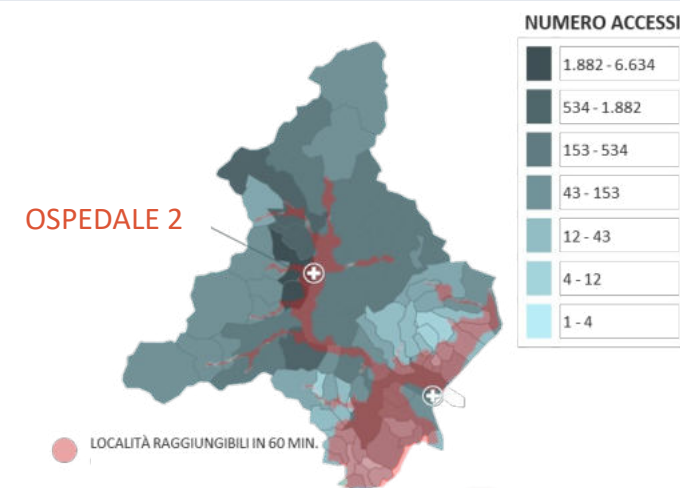 NUMERO ACCESSI
1.882 - 6.634
534 - 1.882
153 - 534
43 - 153
12 - 43
4 - 12
1 - 4
OSPEDALE 2
LOCALITÀ RAGGIUNGIBILI IN 60 MIN.